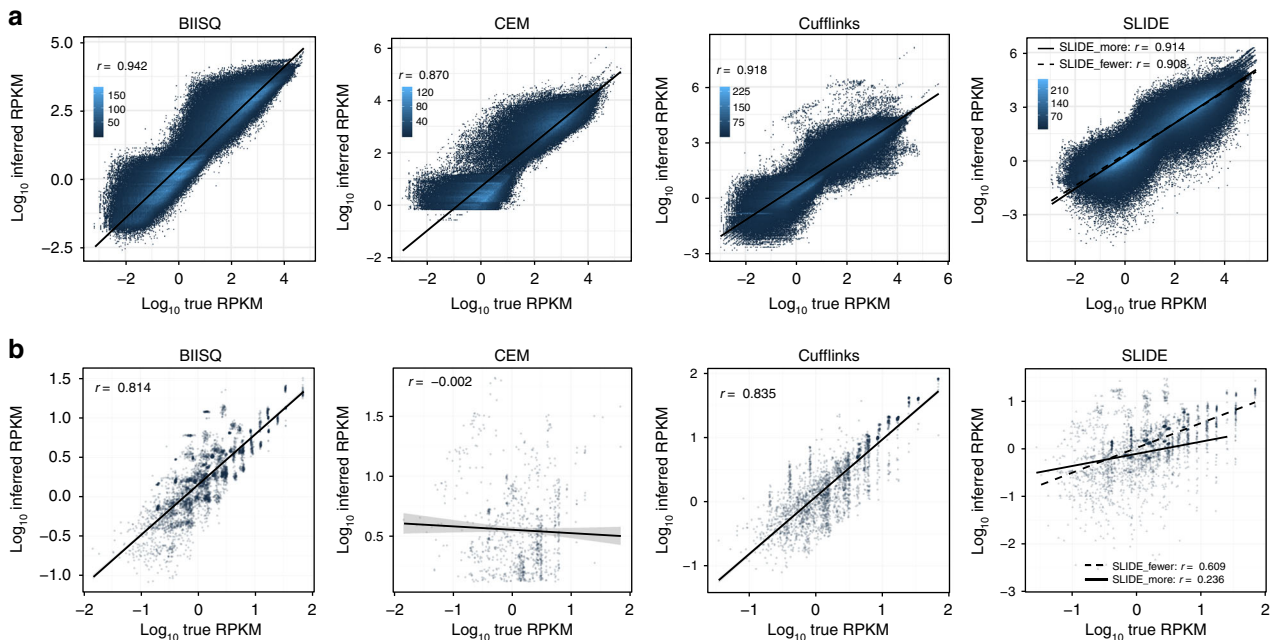 a
BIISQ
CEM
Cufflinks
SLIDE
r = 0.942
150
100
50
5.0
2.5
0.0
−2.5
−2 0 2 4
Log10 inferred RPKM
Log10 true RPKM
r = 0.870
120
80
40
6
4
2
0
−2
−2 0 2 4
Log10 inferred RPKM
Log10 true RPKM
r = 0.918
225
150
75
6
3
0
−3
−2 0 2 4 6
Log10 inferred RPKM
Log10 true RPKM
SLIDE_more: r = 0.914
SLIDE_fewer: r = 0.908
210
140
70
6
3
0
−3
−2 0 2 4
Log10 inferred RPKM
Log10 true RPKM
b
BIISQ
CEM
Cufflinks
SLIDE
r = 0.814
1.5
1.0
0.5
0.0
−0.5
−1.0
−2 −1 0 1 2
Log10 inferred RPKM
Log10 true RPKM
r = −0.002
1.5
1.0
0.5
−2 −1 0 1 2
Log10 inferred RPKM
Log10 true RPKM
r = 0.835
2
1
0
−1
−1 0 1 2
Log10 inferred RPKM
Log10 true RPKM
1
0
−1
−2
−3
−1 0 1 2
Log10 inferred RPKM
Log10 true RPKM
SLIDE_fewer: r = 0.609
SLIDE_more: r = 0.236